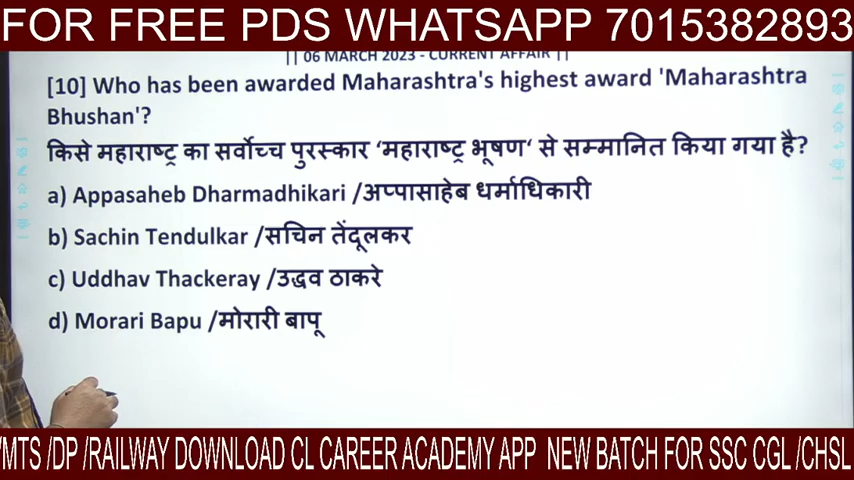 FOR FREE PDS WHATSAPP 7015382893
|| 06 MARCH 2023 - CURRENT AFFAIR ||
[10] Who has been awarded Maharashtra's highest award 'Maharashtra
Bhushan'?
किसे महाराष्ट्र का सर्वोच्च पुरस्कार ‘महाराष्ट्र भूषण‘ से सम्मानित किया गया है?
a) Appasaheb Dharmadhikari /अप्पासाहेब धर्माधिकारी
b) Sachin Tendulkar /सचिन तेंदूलकर
c) Uddhav Thackeray /उद्धव ठाकरे
d) Morari Bapu /मोरारी बापू
/MTS /DP /RAILWAY DOWNLOAD CL CAREER ACADEMY APP NEW BATCH FOR SSC CGL /CHSL